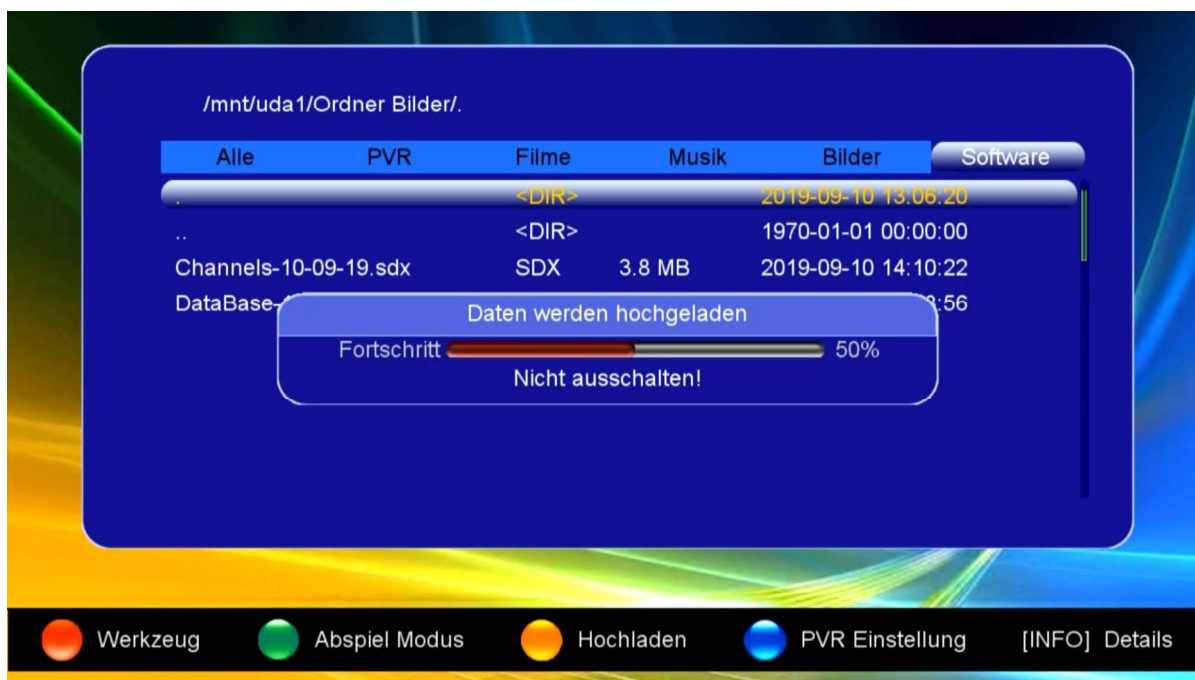 /mnt/uda1/Ordner Bilder/.
Alle PVR Filme Musik Bilder Software
. <DIR> 2019-09-10 13:06:20
.. <DIR> 1970-01-01 00:00:00
Channels-10-09-19.sdx SDX 3.8 MB 2019-09-10 14:10:22
DataBase- :56
Daten werden hochgeladen
Fortschritt 50%
Nicht ausschalten!
Werkzeug Abspiel Modus Hochladen PVR Einstellung [INFO] Details